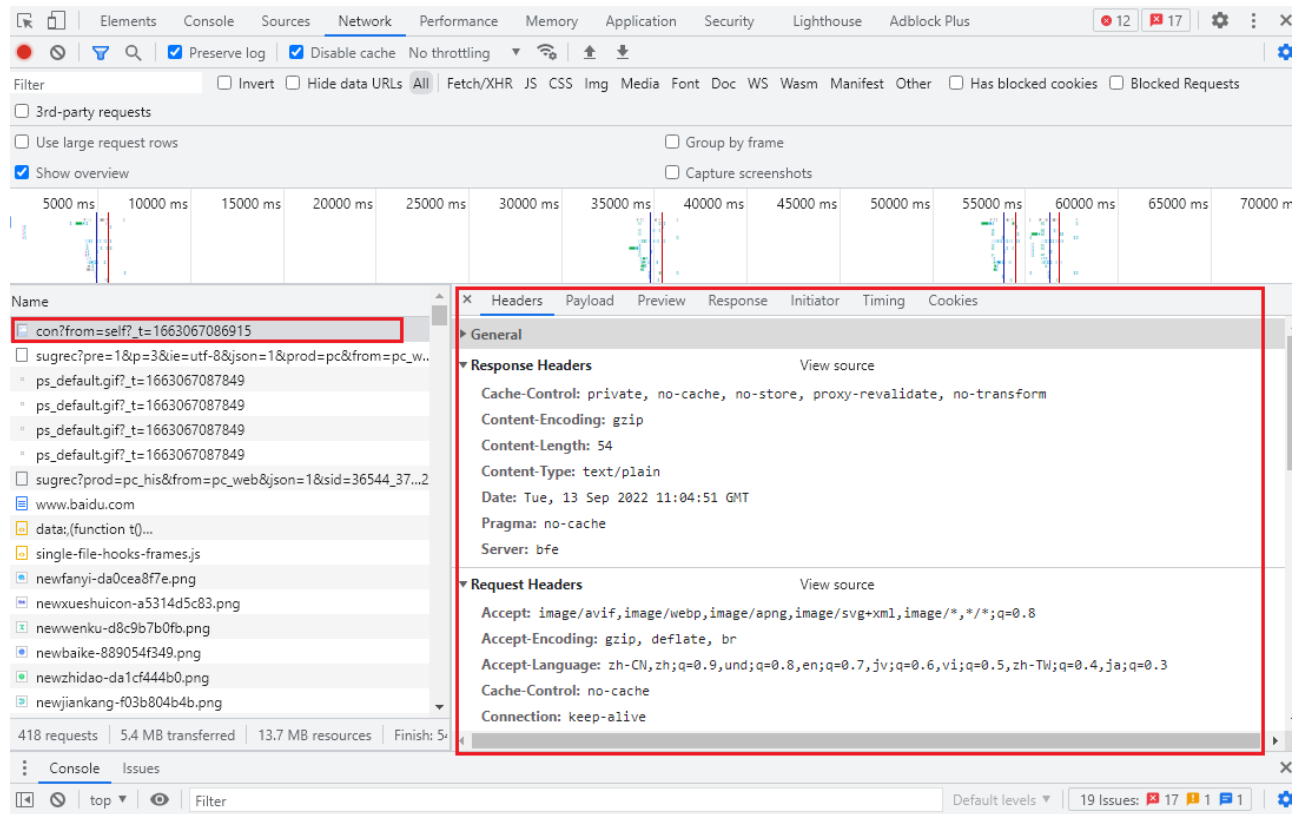 Elements Console Sources Network Performance Memory Application Security Lighthouse Adblock Plus 12 17
Preserve log Disable cache No throttling
Filter Invert Hide data URLs All Fetch/XHR JS CSS Img Media Font Doc WS Wasm Manifest Other Has blocked cookies Blocked Requests
3rd-party requests
Use large request rows Group by frame
Show overview Capture screenshots
5000 ms 10000 ms 15000 ms 20000 ms 25000 ms 30000 ms 35000 ms 40000 ms 45000 ms 50000 ms 55000 ms 60000 ms 65000 ms 70000 m
Name
con?from=self?_t=1663067086915
sugrec?pre=1&p=3&ie=utf-8&json=1&prod=pc&from=pc_w..
ps_default.gif?_t=1663067087849
ps_default.gif?_t=1663067087849
ps_default.gif?_t=1663067087849
ps_default.gif?_t=1663067087849
sugrec?prod=pc_his&from=pc_web&json=1&sid=36544_37...2
www.baidu.com
data:,(function t()...
single-file-hooks-frames.js
newfanyi-da0cea8f7e.png
newxueshuicon-a5314d5c83.png
newwenku-d8c9b7b0fb.png
newbaike-889054f349.png
newzhidao-da1cf444b0.png
newjiankang-f03b804b4b.png
418 requests 5.4 MB transferred 13.7 MB resources Finish: 54
Headers Payload Preview Response Initiator Timing Cookies
General
Response Headers View source
Cache-Control: private, no-cache, no-store, proxy-revalidate, no-transform
Content-Encoding: gzip
Content-Length: 54
Content-Type: text/plain
Date: Tue, 13 Sep 2022 11:04:51 GMT
Pragma: no-cache
Server: bfe
Request Headers View source
Accept: image/avif,image/webp,image/apng,image/svg+xml,image/*,*/*;q=0.8
Accept-Encoding: gzip, deflate, br
Accept-Language: zh-CN,zh;q=0.9,und;q=0.8,en;q=0.7,jv;q=0.6,vi;q=0.5,zh-TW;q=0.4,ja;q=0.3
Cache-Control: no-cache
Connection: keep-alive
Console Issues
top Filter Default levels 19 Issues: 17 1 1